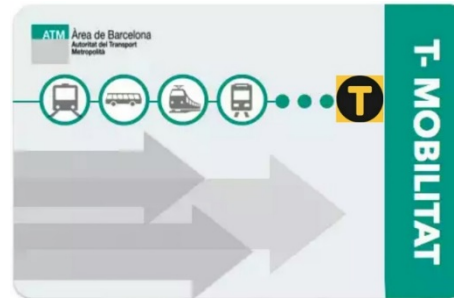 ATM Àrea de Barcelona
Autoritat del Transport
Metropolità
T
T- MOBILITAT